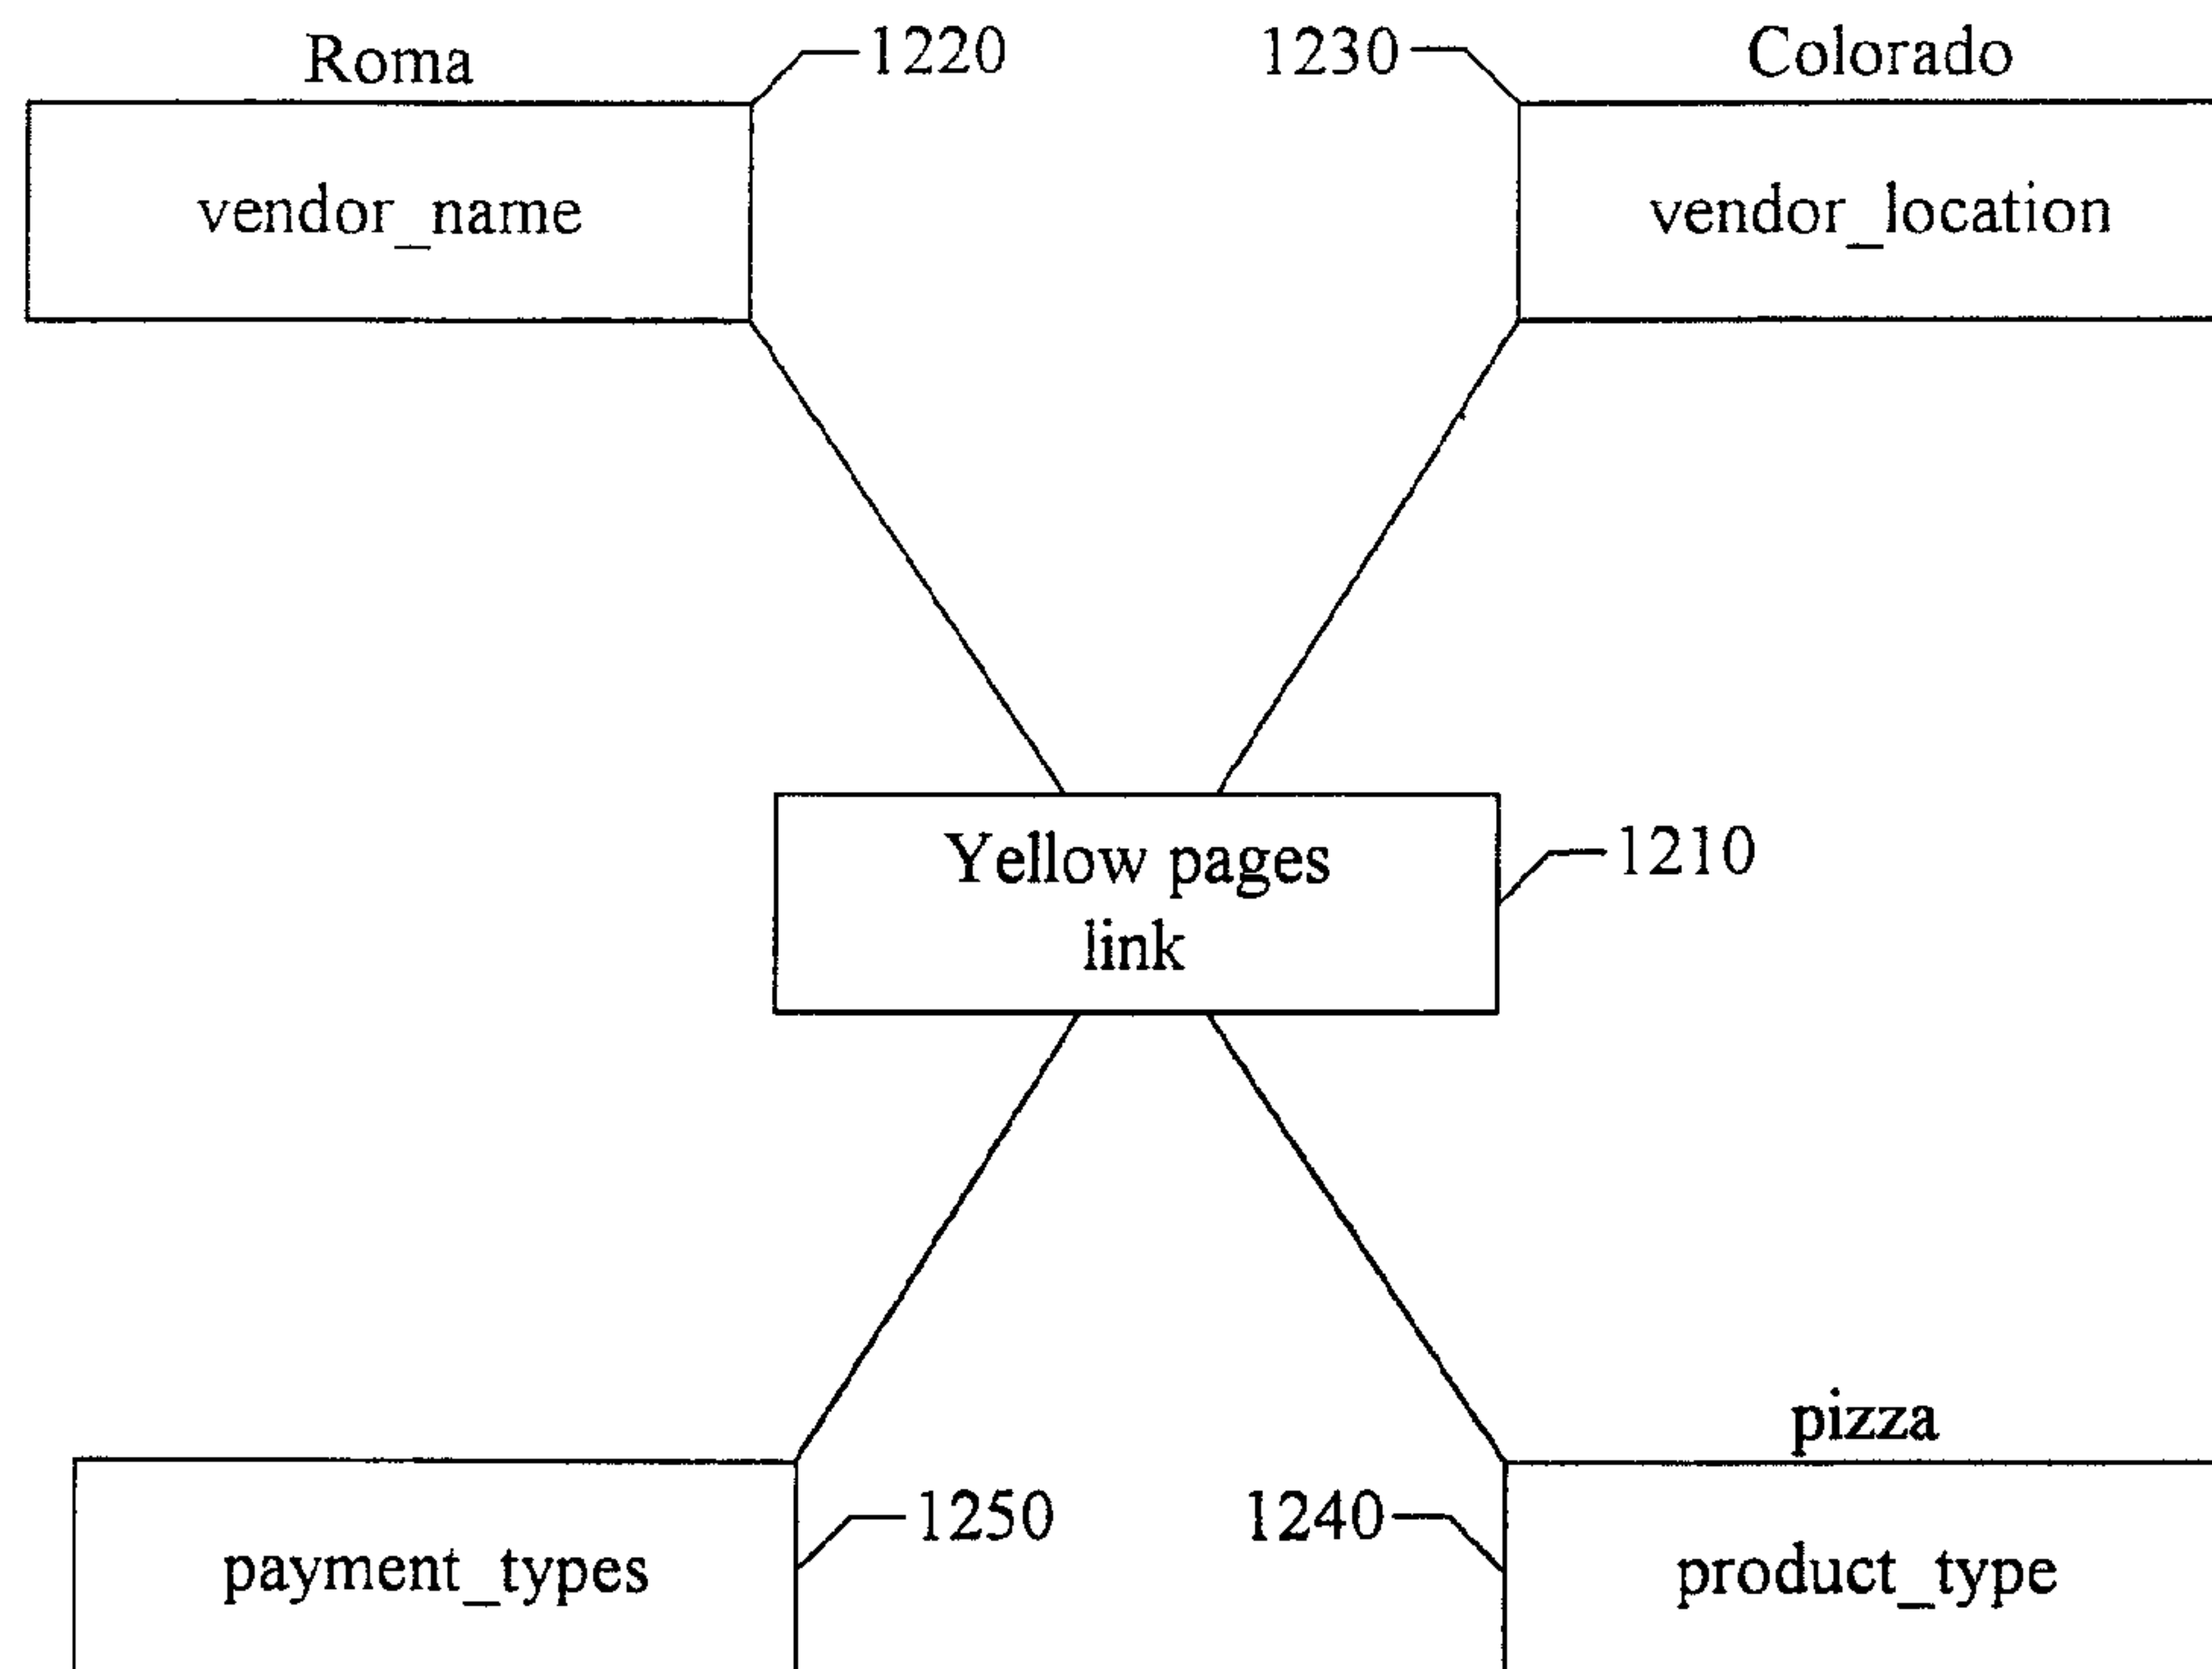 Roma
1220
1230
Colorado
vendor_name
vendor_location
Yellow pages
link
1210
pizza
1250
1240
payment_types
product_type